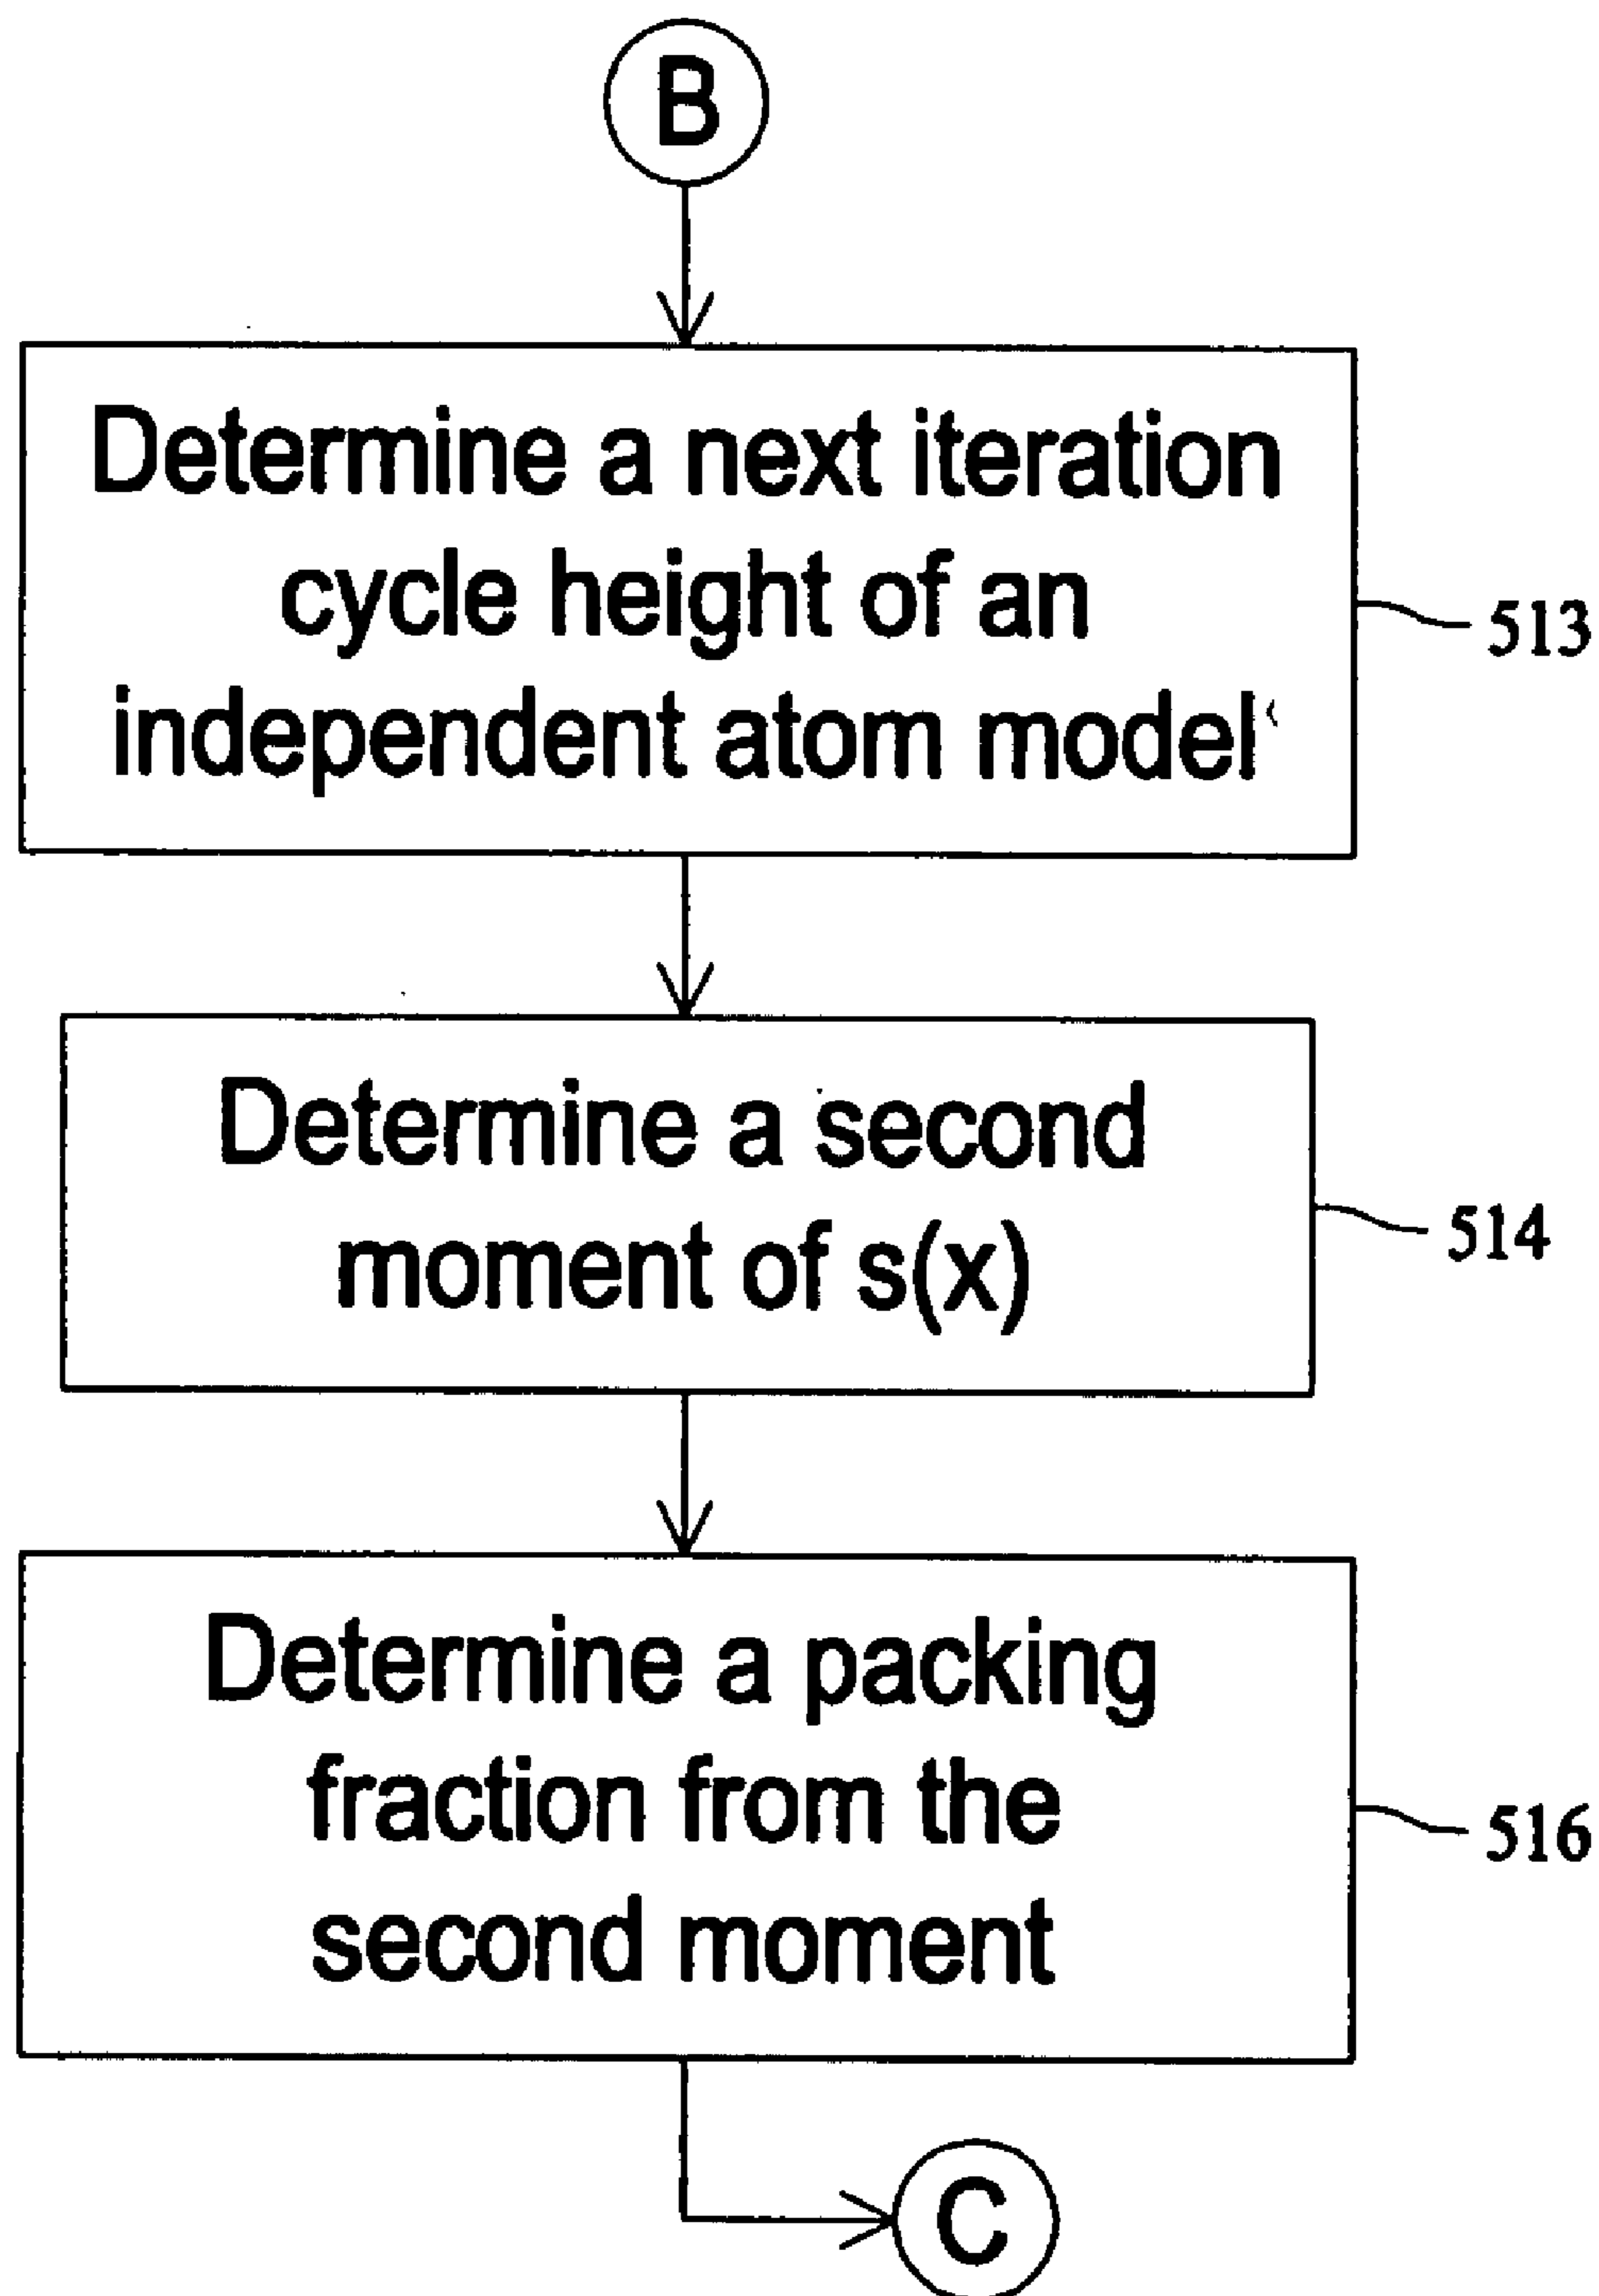 B
Determine a next iteration
cycle height of an
independent atom model
513
Determine a second
moment of s(x)
514
Determine a packing
fraction from the
second moment
516
C